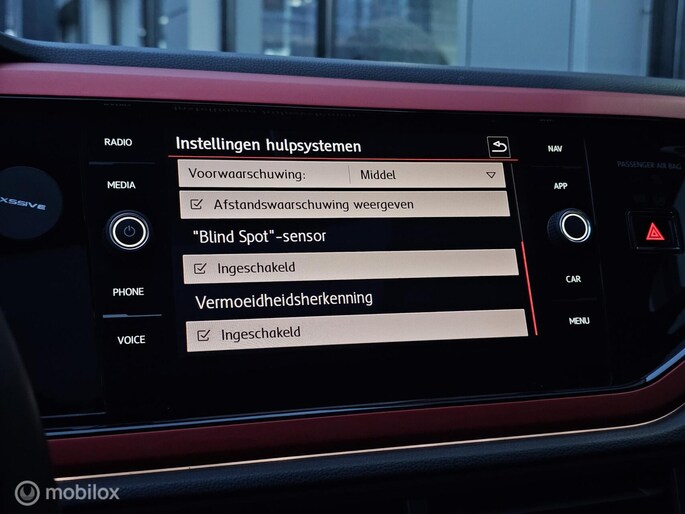 RADIO
MEDIA
PHONE
VOICE
XSSIVE
Instellingen hulpsystemen
Voorwaarschuwing: Middel
Afstandswaarschuwing weergeven
"Blind Spot"-sensor
Ingeschakeld
Vermoeidheidsherkenning
Ingeschakeld
NAV
APP
CAR
MENU
PASSENGER AIR BAG
mobilox